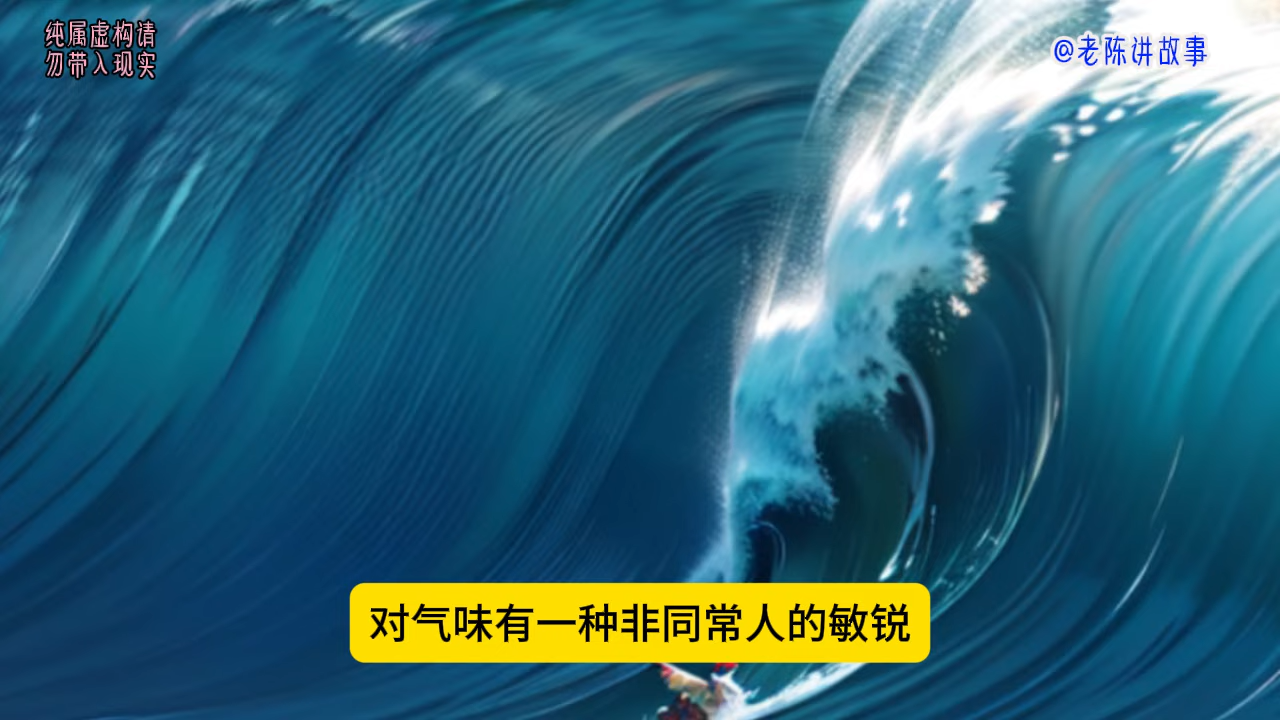 纯属虚构请
勿带入现实
@老陈讲故事
对气味有一种非同常人的敏锐